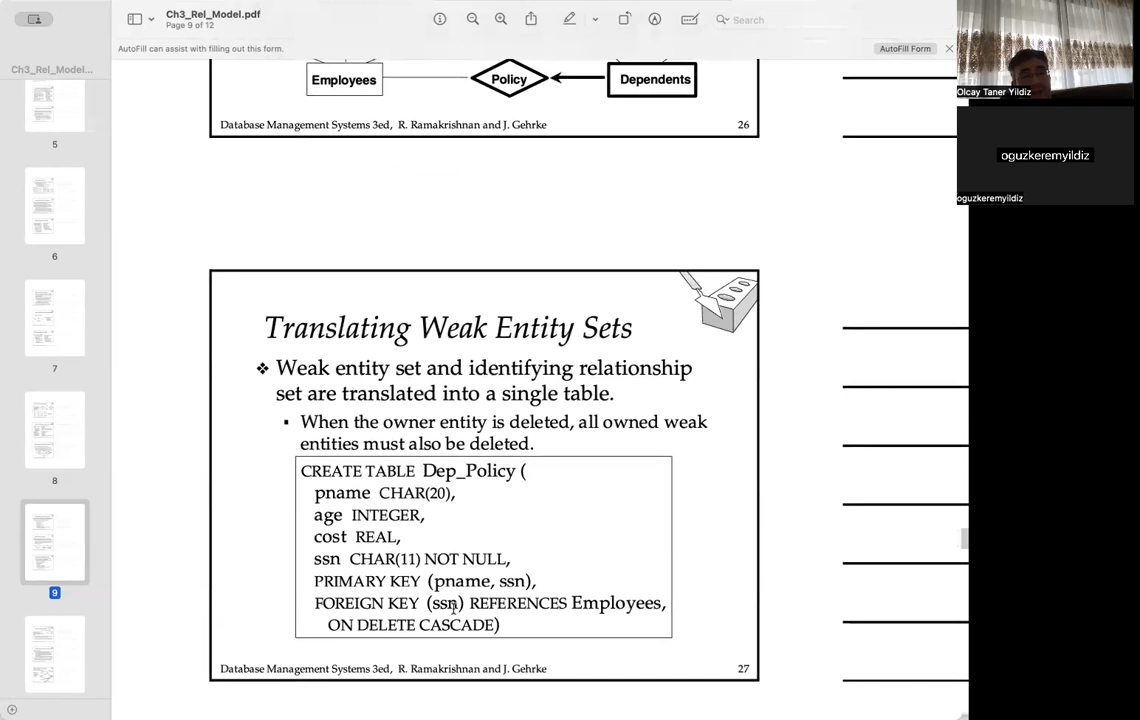 Ch3_Rel_Model.pdf
Page 9 of 12
Search
AutoFill can assist with filling out this form.
AutoFill Form
Ch3_Rel_Model...
5
6
7
8
9
Employees
Policy
Dependents
Database Management Systems 3ed, R. Ramakrishnan and J. Gehrke
26
Translating Weak Entity Sets
❖ Weak entity set and identifying relationship
set are translated into a single table.
▪ When the owner entity is deleted, all owned weak
entities must also be deleted.
CREATE TABLE Dep_Policy (
pname CHAR(20),
age INTEGER,
cost REAL,
ssn CHAR(11) NOT NULL,
PRIMARY KEY (pname, ssn),
FOREIGN KEY (ssn) REFERENCES Employees,
ON DELETE CASCADE)
Database Management Systems 3ed, R. Ramakrishnan and J. Gehrke
27
Olcay Taner Yildiz
oguzkeremyildiz
oguzkeremyildiz